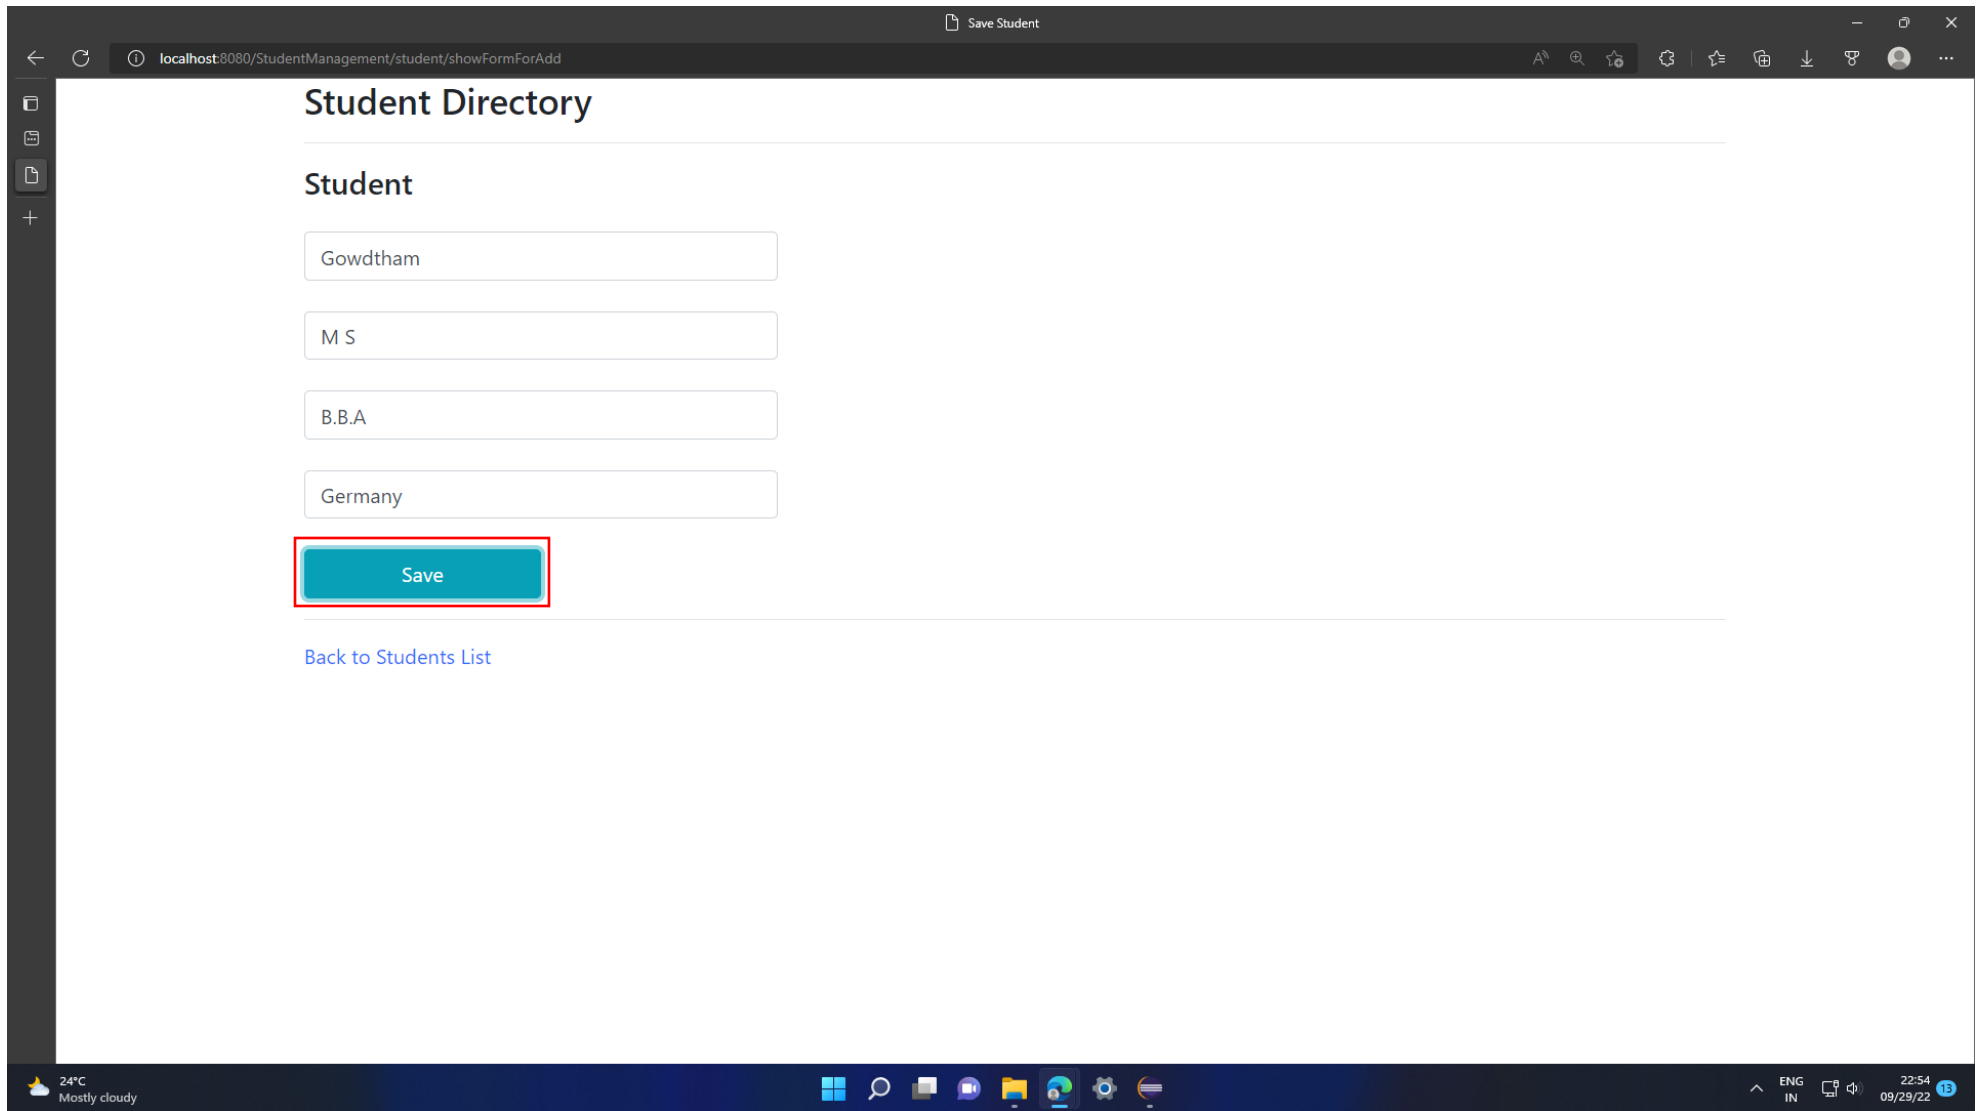 Save Student
localhost:8080/StudentManagement/student/showFormForAdd
Student Directory
Student
Gowdtham
M S
B.B.A
Germany
Save
Back to Students List
24°C
Mostly cloudy
ENG
IN
22:54
09/29/22
13